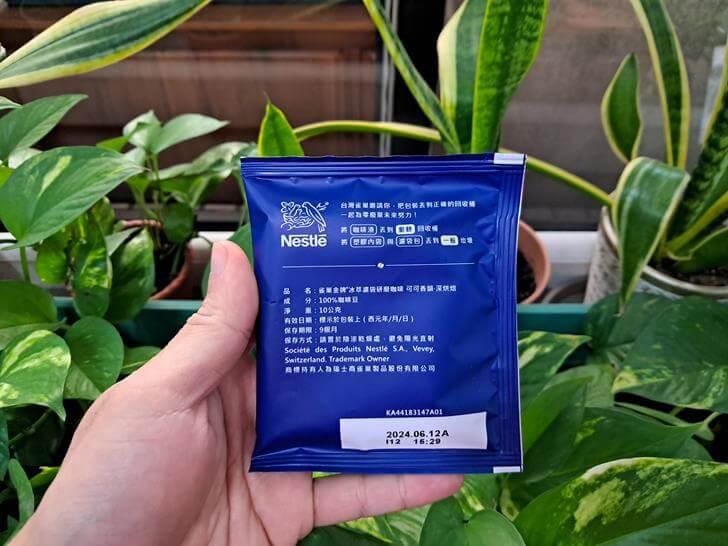 台灣雀巢邀請你,把包裝丟到正確的回收桶
一起為零廢棄未來努力!
將 咖啡渣 丟到 廚餘 回收桶
將 塑膠內袋 與 濾袋包 丟到 一般 垃圾
Nestlé
品名:雀巢金牌®冰萃濾袋研磨咖啡 可可香韻-深烘焙
成分:100%咖啡豆
淨重:10公克
有效日期:標示於包裝上(西元年/月/日)
保存期限:9個月
保存方式:請置於陰涼乾燥處,避免陽光直射
Société des Produits Nestlé S.A., Vevey,
Switzerland, Trademark Owner
商標持有人為瑞士商雀巢製品股份有限公司
KA44183147A01
2024.06.12A
I12 15:29